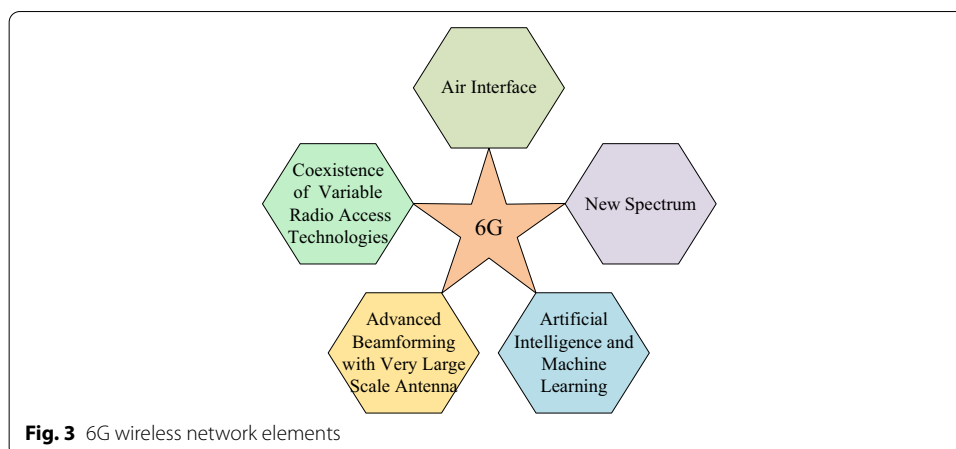 Air Interface
Coexistence
of Variable
Radio Access
Technologies
6G
New Spectrum
Advanced
Beamforming
with Very Large
Scale Antenna
Artificial
Intelligence and
Machine
Learning
Fig. 3 6G wireless network elements